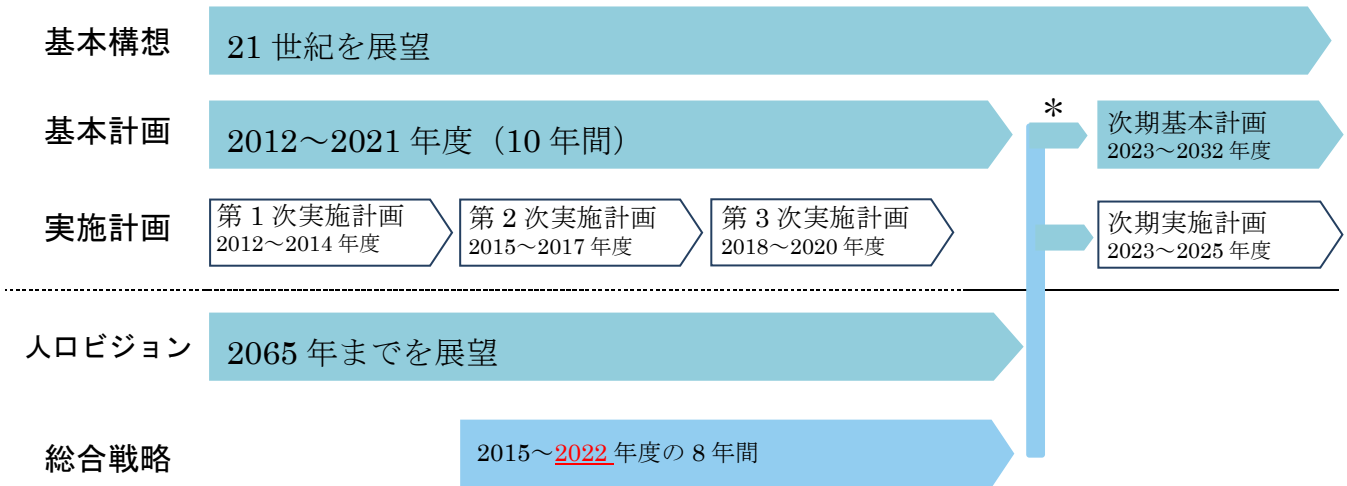 基本構想
21 世紀を展望
基本計画
2012～2021 年度（10 年間）
＊
次期基本計画
2023～2032 年度
実施計画
第 1 次実施計画
2012～2014 年度
第 2 次実施計画
2015～2017 年度
第 3 次実施計画
2018～2020 年度
次期実施計画
2023～2025 年度
人口ビジョン
2065 年までを展望
総合戦略
2015～2022 年度の 8 年間